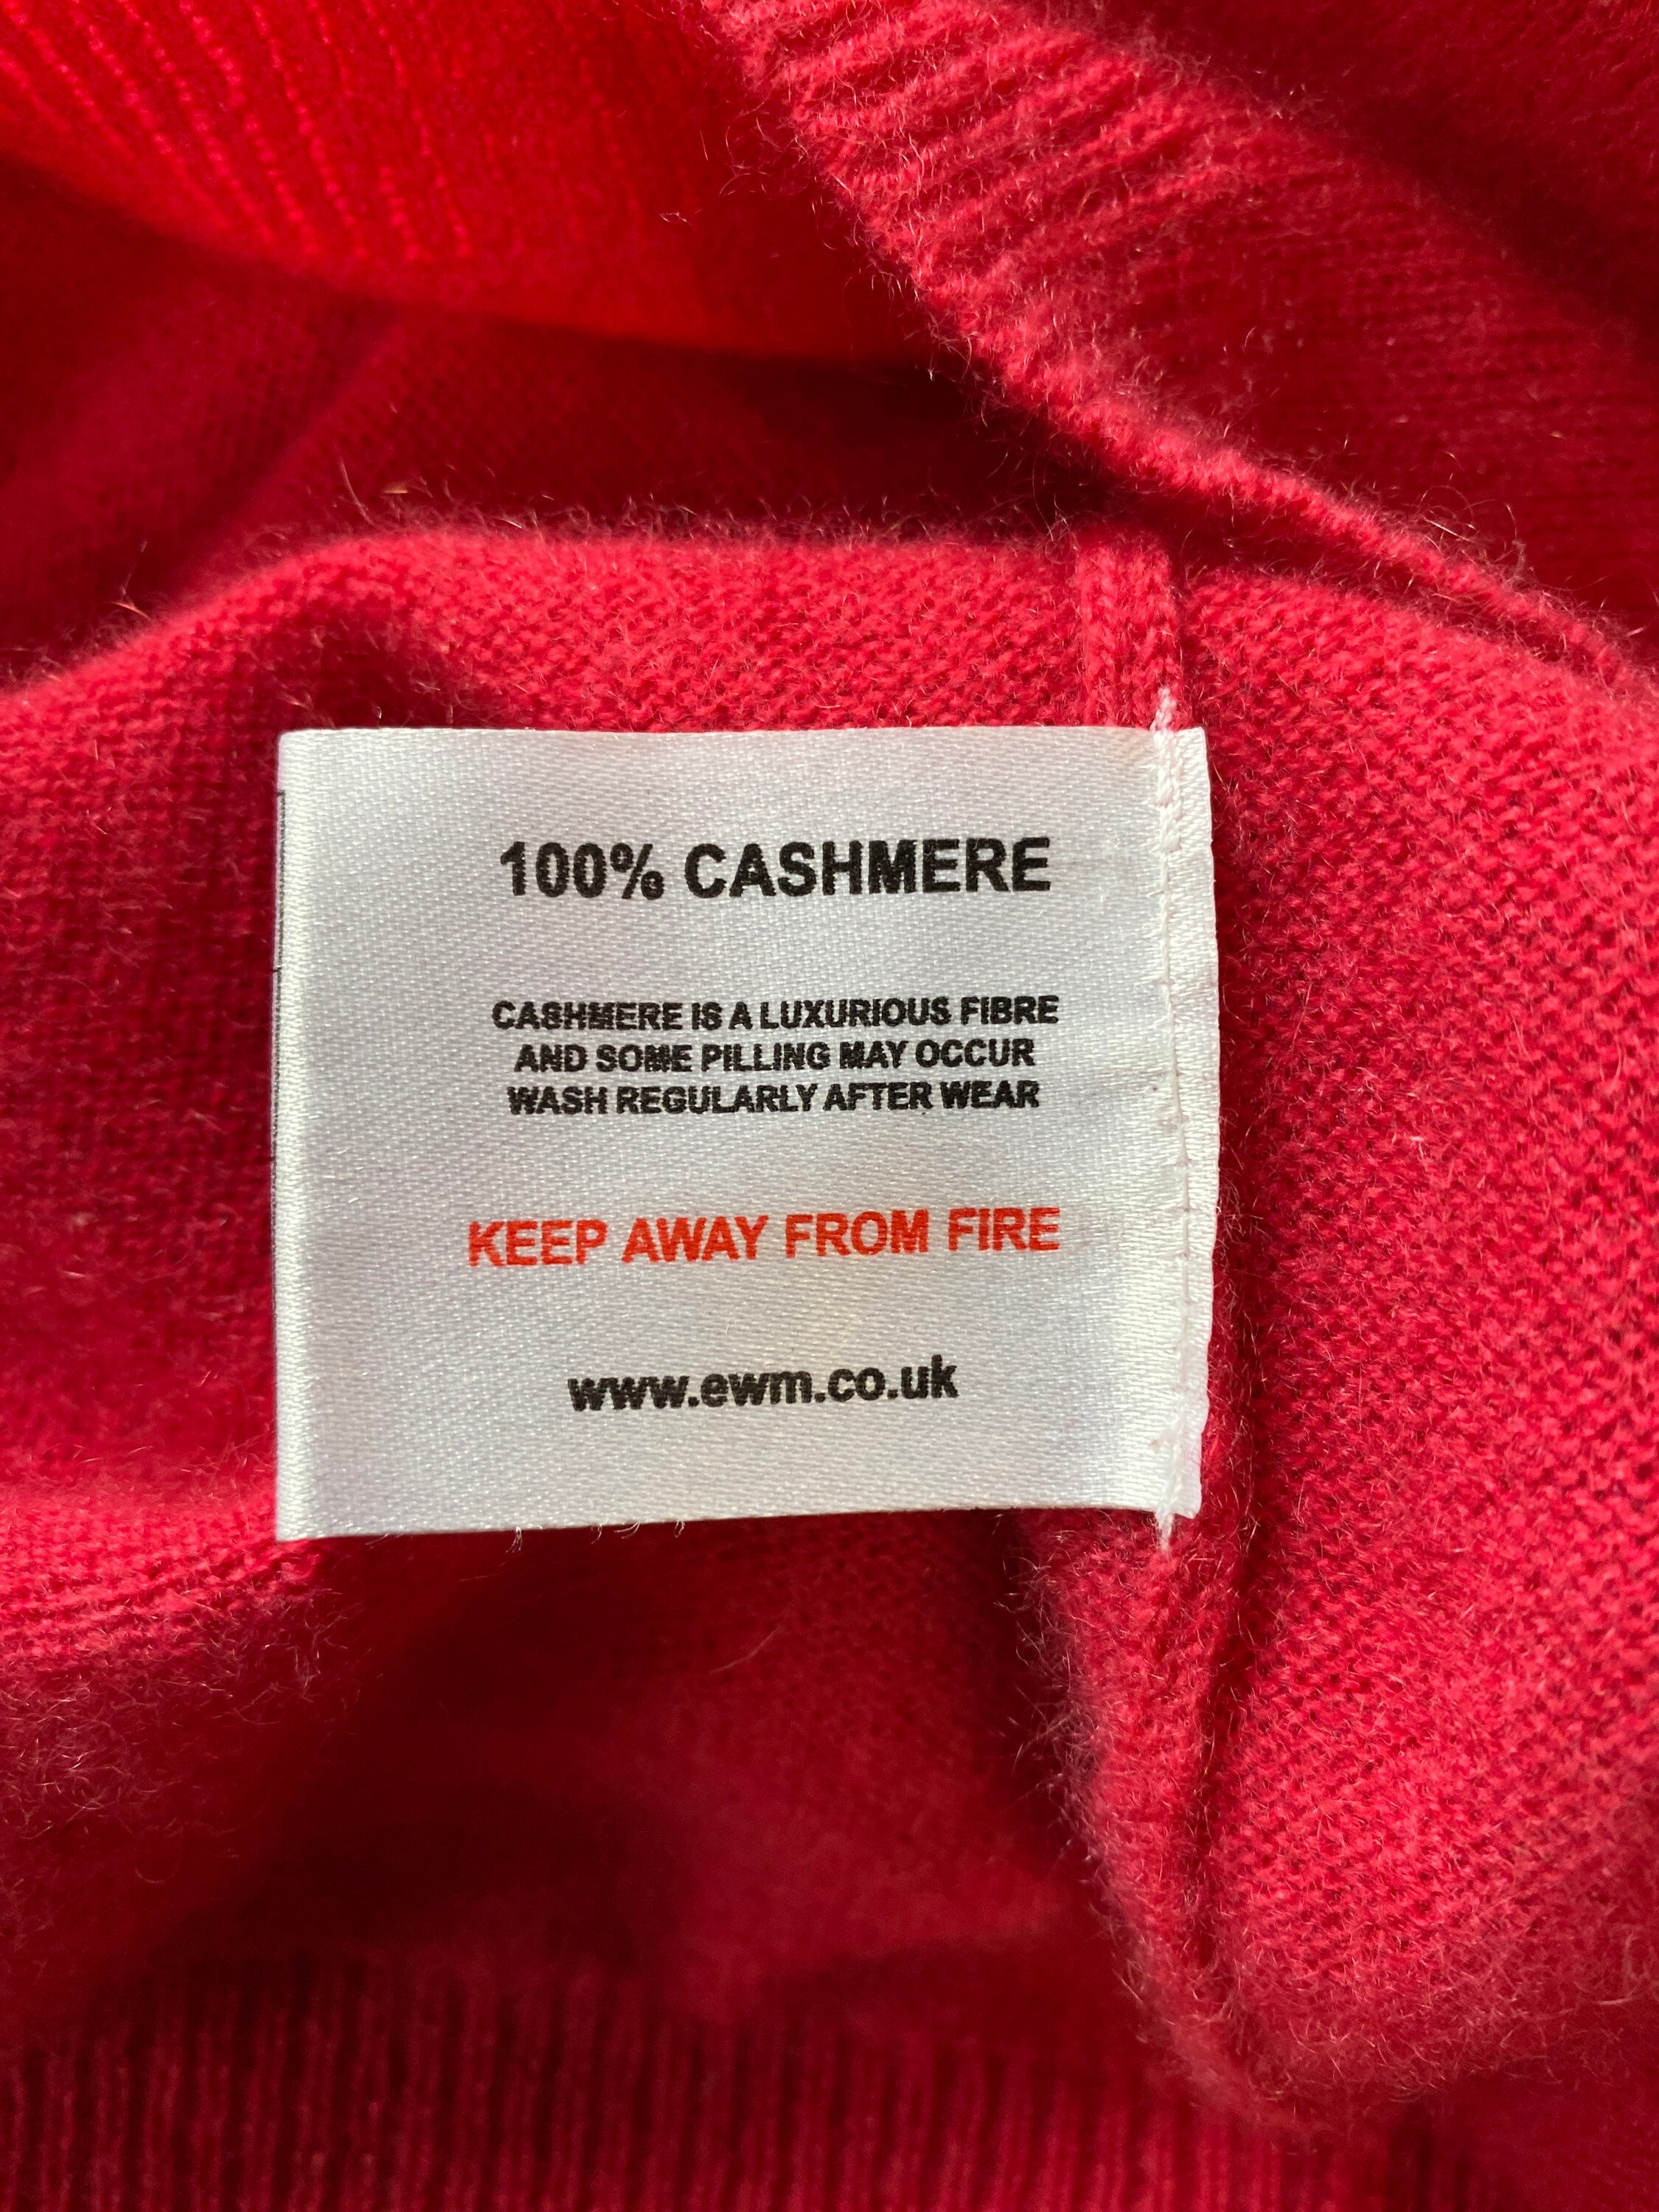 100% CASHMERE
CASHMERE IS A LUXURIOUS FIBRE
AND SOME PILLING MAY OCCUR
WASH REGULARLY AFTER WEAR
KEEP AWAY FROM FIRE
www.ewm.co.uk